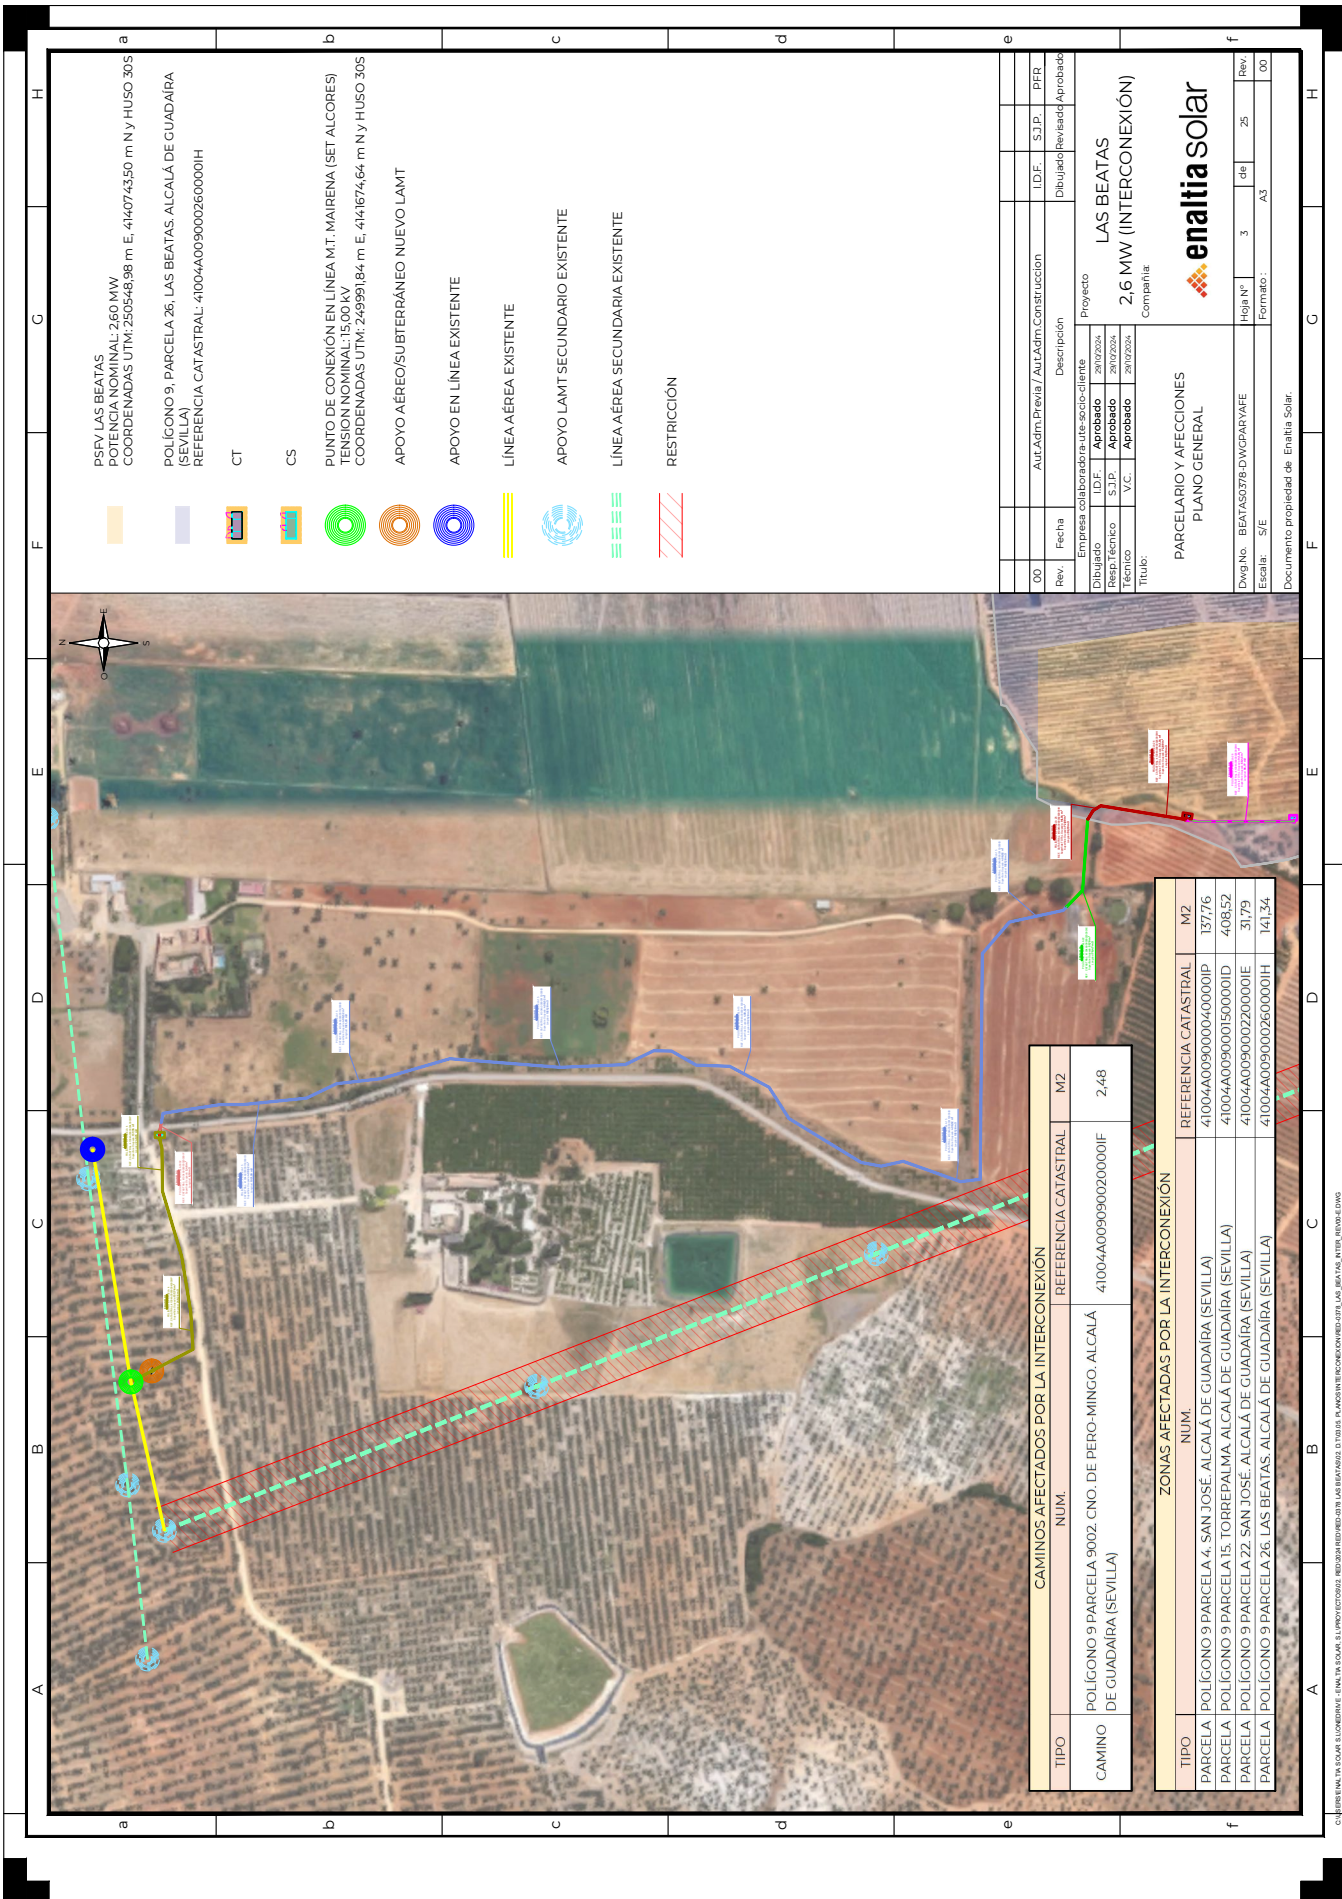 PSFV LAS BEATAS
POTENCIA NOMINAL: 2,60 MW
COORDENADAS UTM: 250548,98 m E, 4140743,50 m N y HUSO 30S
POLÍGONO 9, PARCELA 26, LAS BEATAS. ALCALÁ DE GUADAÍRA
(SEVILLA)
REFERENCIA CATASTRAL: 41004A009000260000IH
CT
CS
PUNTO DE CONEXIÓN EN LÍNEA M.T. MAIRENA (SET ALCORES)
TENSION NOMINAL: 15,00 kV
COORDENADAS UTM: 249991,84 m E, 4141674,64 m N y HUSO 30S
APOYO AÉREO/SUBTERRÁNEO NUEVO LAMT
APOYO EN LÍNEA EXISTENTE
LÍNEA AÉREA EXISTENTE
APOYO LAMT SECUNDARIO EXISTENTE
LÍNEA AÉREA SECUNDARIA EXISTENTE
RESTRICCIÓN
00 Aut.Adm.Previa / Aut.Adm.Construccion I.D.F. S.J.P. PFR
Rev. Fecha Descripción Dibujado Revisado Aprobado
Empresa colaboradora-ute-socio-cliente
Dibujado I.D.F. Aprobado 29/10/2024
Resp.Técnico S.J.P. Aprobado 29/10/2024
Técnico V.C. Aprobado 29/10/2024
Proyecto
LAS BEATAS
2,6 MW (INTERCONEXIÓN)
Compañia:
enaltia solar
Título:
PARCELARIO Y AFECCIONES
PLANO GENERAL
Dwg.No. BEATAS0378-DWGPARYAFE Hoja Nº 3 de 25 Rev.
Escala: S/E Formato : A3 00
Documento propiedad de Enaltia Solar.
N
E
S
O
CAMINOS AFECTADOS POR LA INTERCONEXIÓN
TIPO NUM. REFERENCIA CATASTRAL M2
CAMINO POLÍGONO 9 PARCELA 9002. CNO. DE PERO-MINGO. ALCALÁ
DE GUADAÍRA (SEVILLA) 41004A009090020000IF 2,48
ZONAS AFECTADAS POR LA INTERCONEXIÓN
TIPO NUM. REFERENCIA CATASTRAL M2
PARCELA POLÍGONO 9 PARCELA 4. SAN JOSÉ. ALCALÁ DE GUADAÍRA (SEVILLA) 41004A009000040000IP 137,76
PARCELA POLÍGONO 9 PARCELA 15. TORREPALMA. ALCALÁ DE GUADAÍRA (SEVILLA) 41004A009000150000ID 408,52
PARCELA POLÍGONO 9 PARCELA 22. SAN JOSÉ. ALCALÁ DE GUADAÍRA (SEVILLA) 41004A009000220000IE 31,79
PARCELA POLÍGONO 9 PARCELA 26. LAS BEATAS. ALCALÁ DE GUADAÍRA (SEVILLA) 41004A009000260000IH 141,34
A B C D E F G H
A B C D E F G H
a b c d e f
a b c d e f